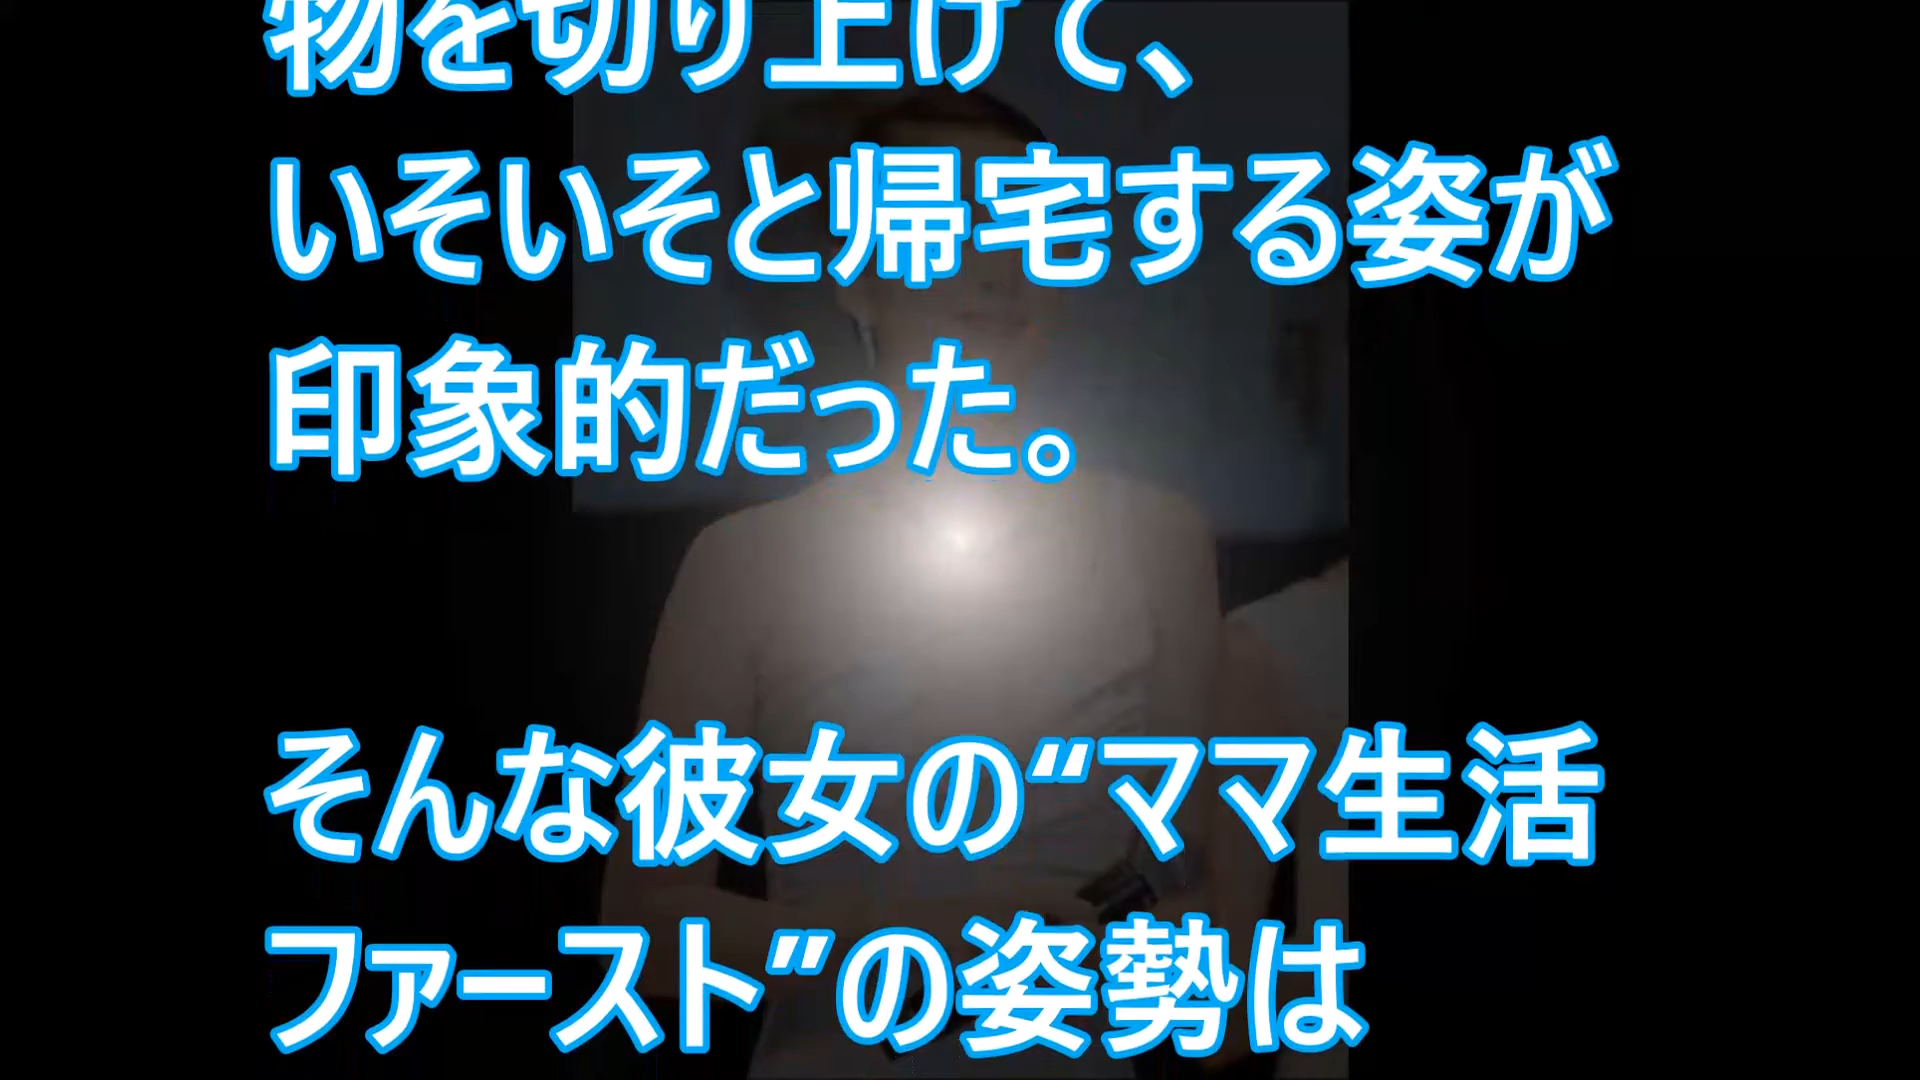 物を切り上げて、
いそいそと帰宅する姿が
印象的だった。
そんな彼女の“ママ生活
ファースト”の姿勢は